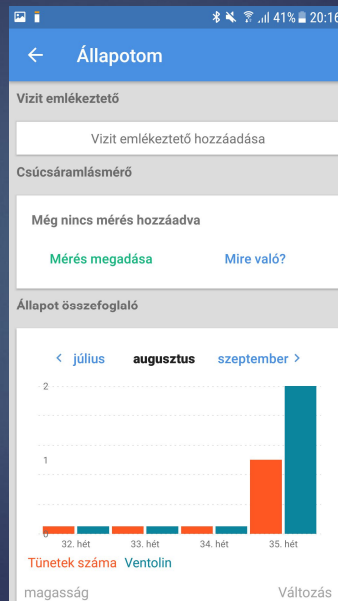 41% 20:16
Állapotom
Vizit emlékeztető
Vizit emlékeztető hozzáadása
Csúcsáramlásmérő
Még nincs mérés hozzáadva
Mérés megadása Mire való?
Állapot összefoglaló
< július augusztus szeptember >
2
1
0
32. hét 33. hét 34. hét 35. hét
Tünetek száma Ventolin
magasság Változás